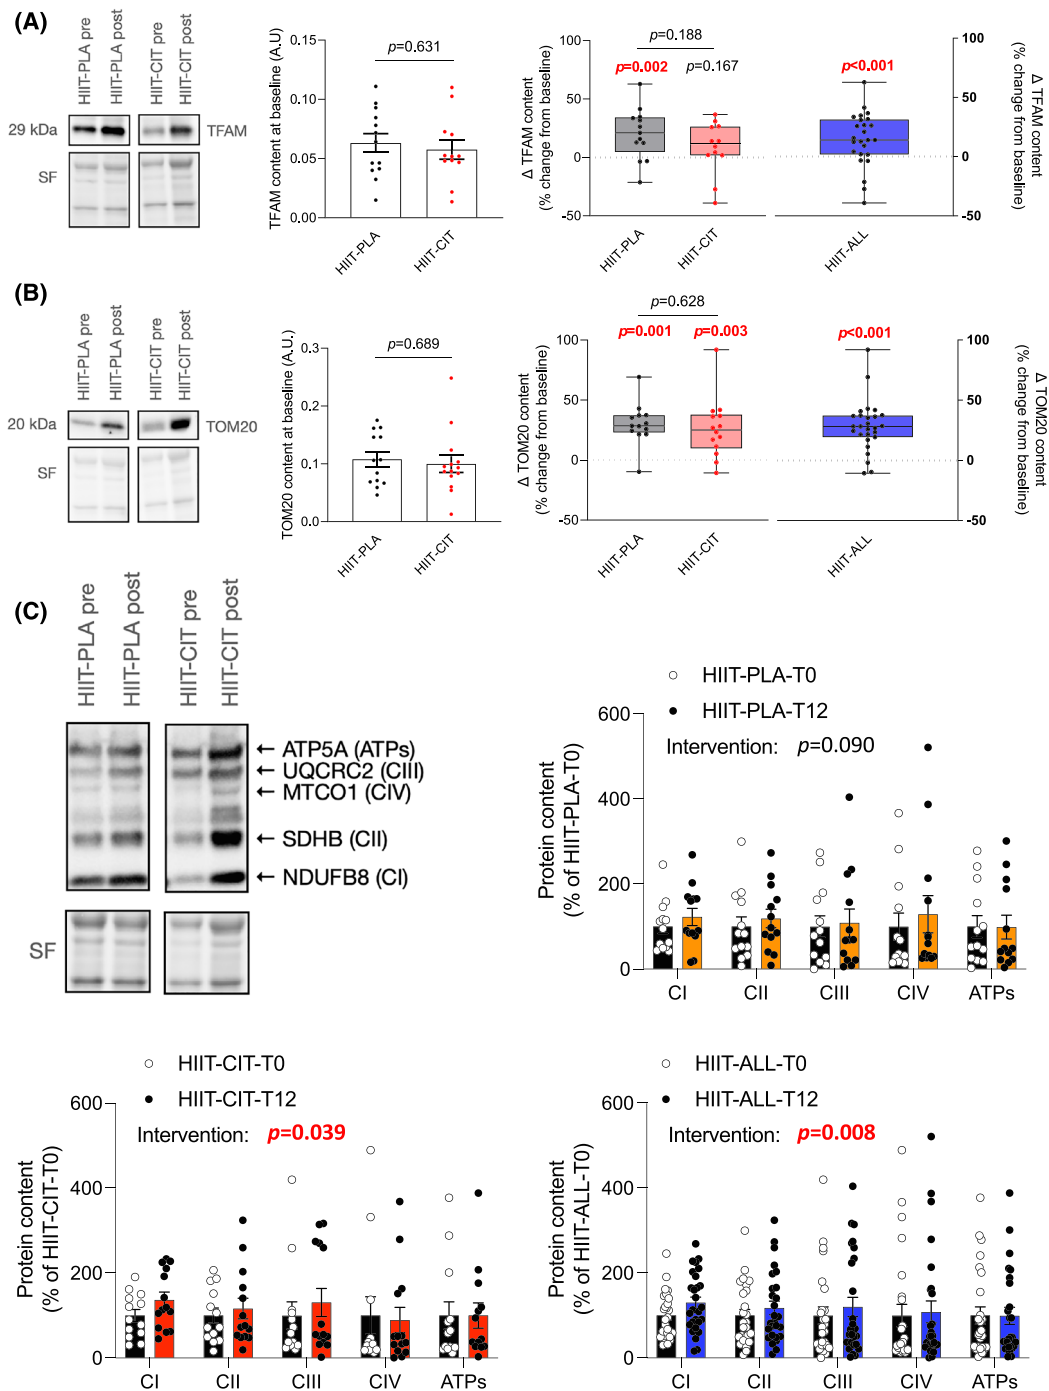 (A)
HIIT-PLA pre
HIIT-PLA post
HIIT-CIT pre
HIIT-CIT post
29 kDa
TFAM
SF
TFAM content at baseline (A.U)
0.15
0.10
0.05
0.00
p=0.631
HIIT-PLA
HIIT-CIT
Δ TFAM content
(% change from baseline)
100
50
0
-50
p=0.188
p=0.002
p=0.167
p<0.001
HIIT-PLA
HIIT-CIT
HIIT-ALL
100
50
0
-50
Δ TFAM content
(% change from baseline)
(B)
HIIT-PLA pre
HIIT-PLA post
HIIT-CIT pre
HIIT-CIT post
20 kDa
TOM20
SF
TOM20 content at baseline (A.U.)
0.3
0.2
0.1
0.0
p=0.689
HIIT-PLA
HIIT-CIT
Δ TOM20 content
(% change from baseline)
100
50
0
-50
p=0.628
p=0.001
p=0.003
p<0.001
HIIT-PLA
HIIT-CIT
HIIT-ALL
100
50
0
-50
Δ TOM20 content
(% change from baseline)
(C)
HIIT-PLA pre
HIIT-PLA post
HIIT-CIT pre
HIIT-CIT post
← ATP5A (ATPs)
← UQCRC2 (CIII)
← MTCO1 (CIV)
← SDHB (CII)
← NDUFB8 (CI)
SF
HIIT-PLA-T0
HIIT-PLA-T12
Intervention: p=0.090
Protein content
(% of HIIT-PLA-T0)
600
400
200
0
CI
CII
CIII
CIV
ATPs
HIIT-CIT-T0
HIIT-CIT-T12
Intervention: p=0.039
Protein content
(% of HIIT-CIT-T0)
600
400
200
0
CI
CII
CIII
CIV
ATPs
HIIT-ALL-T0
HIIT-ALL-T12
Intervention: p=0.008
Protein content
(% of HIIT-ALL-T0)
600
400
200
0
CI
CII
CIII
CIV
ATPs